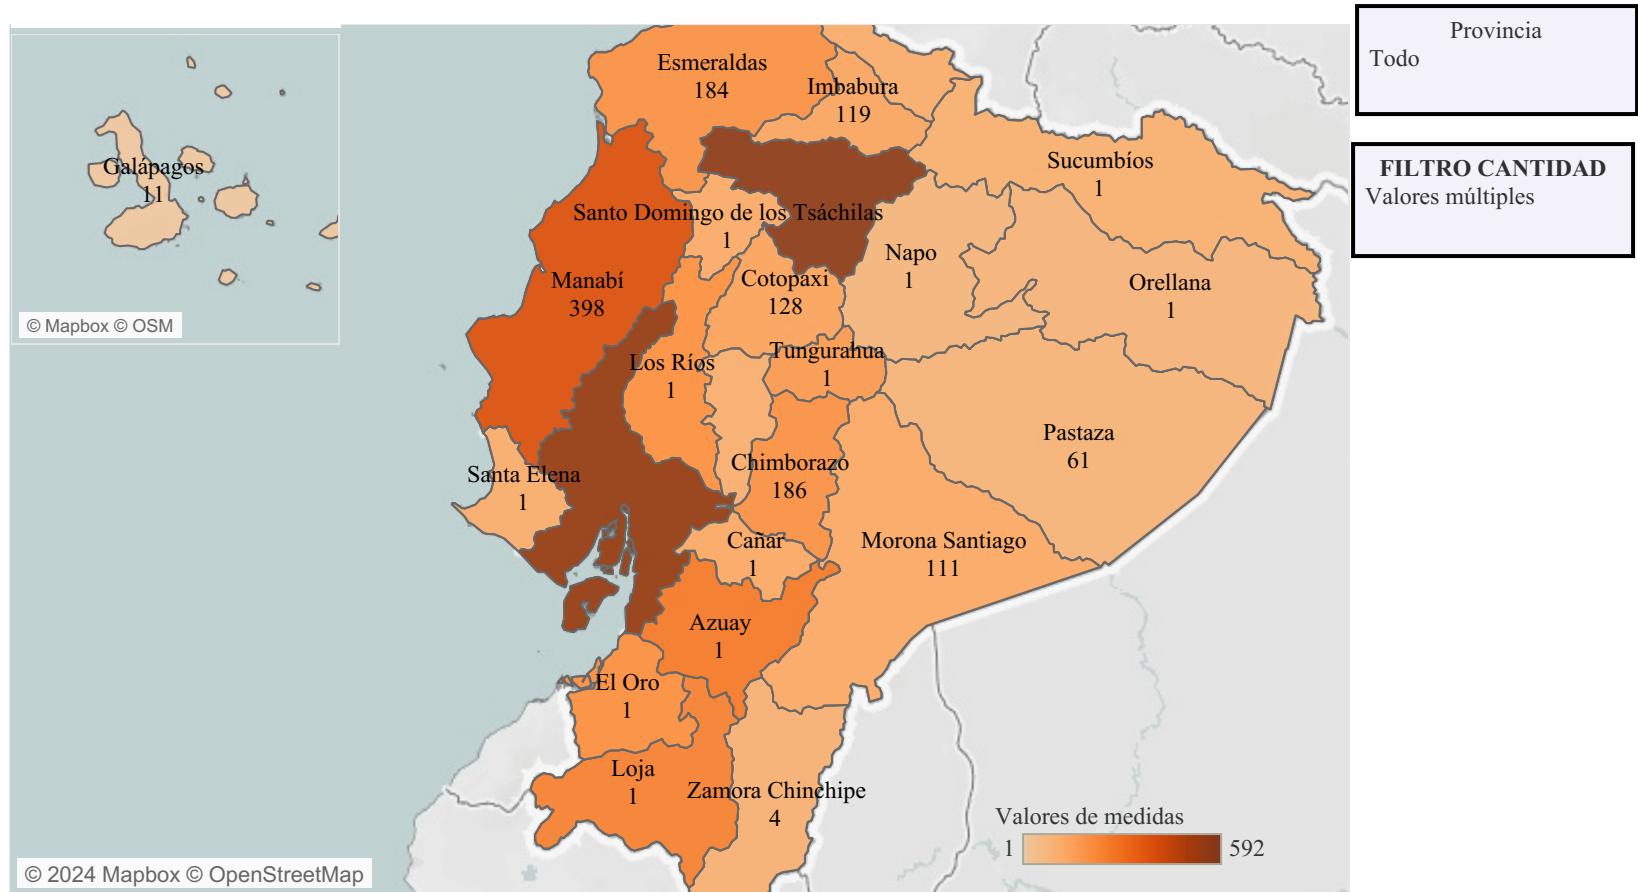 Provincia
Todo
FILTRO CANTIDAD
Valores múltiples
Galápagos
11
© Mapbox © OSM
Esmeraldas
184
Imbabura
119
Sucumbíos
1
Santo Domingo de los Tsáchilas
1
Napo
1
Manabí
398
Cotopaxi
128
Orellana
1
Los Ríos
1
Tungurahua
1
Pastaza
61
Santa Elena
1
Chimborazo
186
Cañar
1
Morona Santiago
111
Azuay
1
El Oro
1
Loja
1
Zamora Chinchipe
4
Valores de medidas
1 592
© 2024 Mapbox © OpenStreetMap